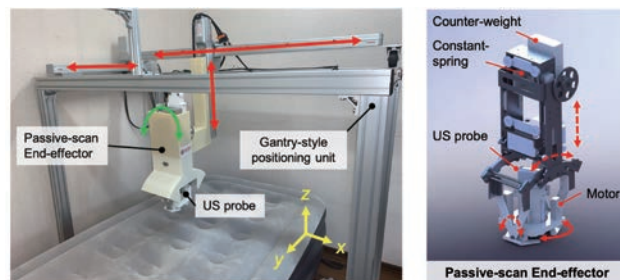 Passive-scan
End-effector
US probe
Gantry-style
positioning unit
z
y
x
Counter-weight
Constant-
spring
US probe
Motor
Passive-scan End-effector